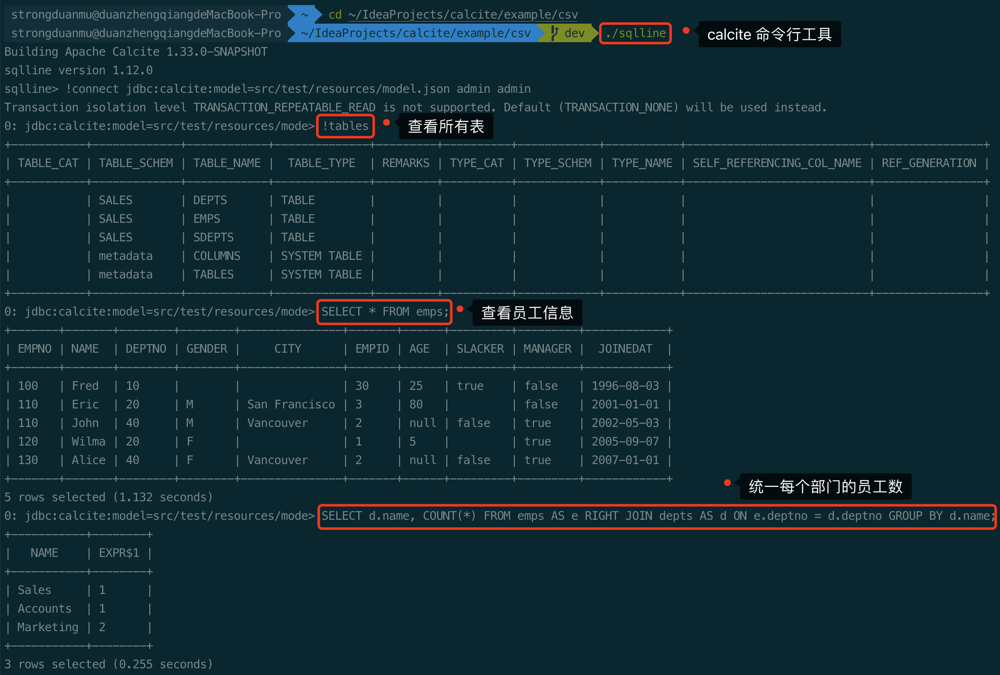 strongduanmu@duanzhengqiangdeMacBook-Pro ~ cd ~/IdeaProjects/calcite/example/csv
strongduanmu@duanzhengqiangdeMacBook-Pro ~/IdeaProjects/calcite/example/csv dev ./sqlline calcite 命令行工具
Building Apache Calcite 1.33.0-SNAPSHOT
sqlline version 1.12.0
sqlline> !connect jdbc:calcite:model=src/test/resources/model.json admin admin
Transaction isolation level TRANSACTION_REPEATABLE_READ is not supported. Default (TRANSACTION_NONE) will be used instead.
0: jdbc:calcite:model=src/test/resources/mode> !tables 查看所有表
+-----------+-------------+------------+--------------+---------+----------+------------+-----------+---------------------------+----------------+
| TABLE_CAT | TABLE_SCHEM | TABLE_NAME |  TABLE_TYPE  | REMARKS | TYPE_CAT | TYPE_SCHEM | TYPE_NAME | SELF_REFERENCING_COL_NAME | REF_GENERATION |
+-----------+-------------+------------+--------------+---------+----------+------------+-----------+---------------------------+----------------+
|           | SALES       | DEPTS      | TABLE        |         |          |            |           |                           |                |
|           | SALES       | EMPS       | TABLE        |         |          |            |           |                           |                |
|           | SALES       | SDEPTS     | TABLE        |         |          |            |           |                           |                |
|           | metadata    | COLUMNS    | SYSTEM TABLE |         |          |            |           |                           |                |
|           | metadata    | TABLES     | SYSTEM TABLE |         |          |            |           |                           |                |
+-----------+-------------+------------+--------------+---------+----------+------------+-----------+---------------------------+----------------+
0: jdbc:calcite:model=src/test/resources/mode> SELECT * FROM emps; 查看员工信息
+-------+-------+--------+--------+---------------+-------+------+---------+---------+------------+
| EMPNO | NAME  | DEPTNO | GENDER |     CITY      | EMPID | AGE  | SLACKER | MANAGER |  JOINEDAT  |
+-------+-------+--------+--------+---------------+-------+------+---------+---------+------------+
| 100   | Fred  | 10     |        |               | 30    | 25   | true    | false   | 1996-08-03 |
| 110   | Eric  | 20     | M      | San Francisco | 3     | 80   |         | false   | 2001-01-01 |
| 110   | John  | 40     | M      | Vancouver     | 2     | null | false   | true    | 2002-05-03 |
| 120   | Wilma | 20     | F      |               | 1     | 5    |         | true    | 2005-09-07 |
| 130   | Alice | 40     | F      | Vancouver     | 2     | null | false   | true    | 2007-01-01 |
+-------+-------+--------+--------+---------------+-------+------+---------+---------+------------+
统一每个部门的员工数
5 rows selected (1.132 seconds)
0: jdbc:calcite:model=src/test/resources/mode> SELECT d.name, COUNT(*) FROM emps AS e RIGHT JOIN depts AS d ON e.deptno = d.deptno GROUP BY d.name;
+-----------+--------+
|   NAME    | EXPR$1 |
+-----------+--------+
| Sales     | 1      |
| Accounts  | 1      |
| Marketing | 2      |
+-----------+--------+
3 rows selected (0.255 seconds)